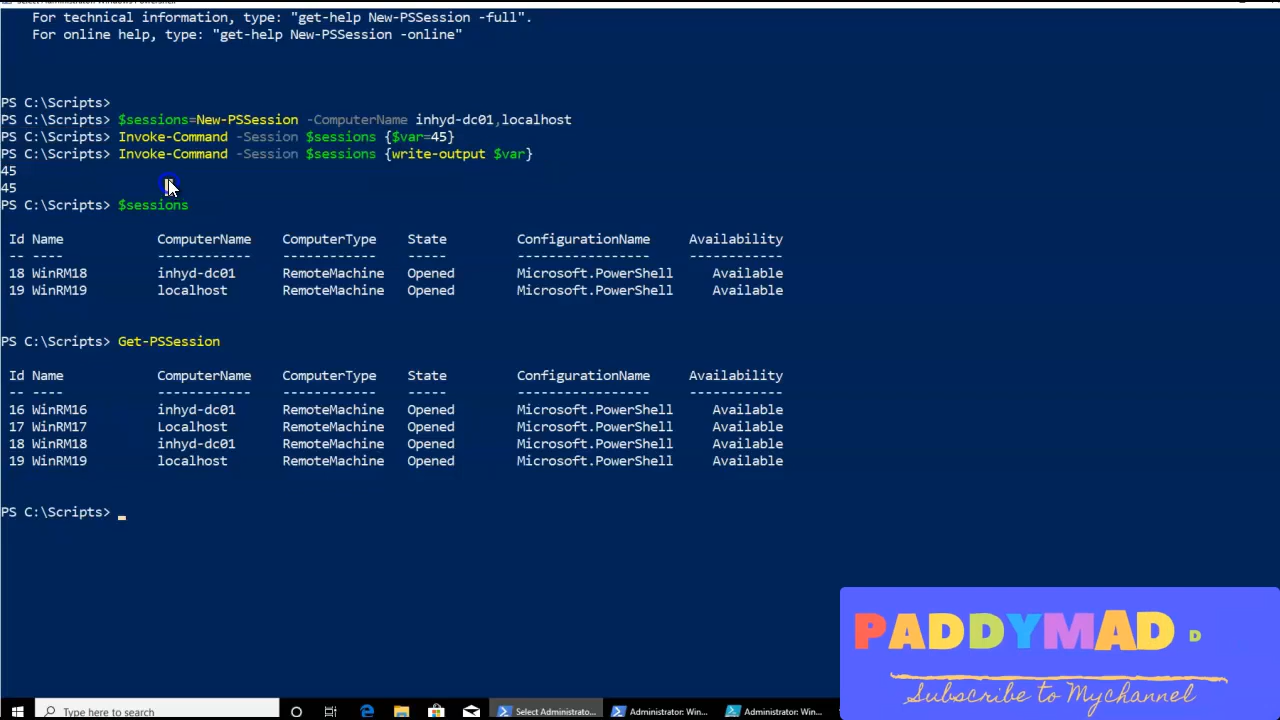 Select Administrator: Windows PowerShell
For technical information, type: "get-help New-PSSession -full".
For online help, type: "get-help New-PSSession -online"
PS C:\Scripts>
PS C:\Scripts> $sessions=New-PSSession -ComputerName inhyd-dc01,localhost
PS C:\Scripts> Invoke-Command -Session $sessions {$var=45}
PS C:\Scripts> Invoke-Command -Session $sessions {write-output $var}
45
45
PS C:\Scripts> $sessions
Id Name ComputerName ComputerType State ConfigurationName Availability
-- ---- ------------ ------------ ----- ----------------- ------------
18 WinRM18 inhyd-dc01 RemoteMachine Opened Microsoft.PowerShell Available
19 WinRM19 localhost RemoteMachine Opened Microsoft.PowerShell Available
PS C:\Scripts> Get-PSSession
Id Name ComputerName ComputerType State ConfigurationName Availability
-- ---- ------------ ------------ ----- ----------------- ------------
16 WinRM16 inhyd-dc01 RemoteMachine Opened Microsoft.PowerShell Available
17 WinRM17 Localhost RemoteMachine Opened Microsoft.PowerShell Available
18 WinRM18 inhyd-dc01 RemoteMachine Opened Microsoft.PowerShell Available
19 WinRM19 localhost RemoteMachine Opened Microsoft.PowerShell Available
PS C:\Scripts>
PADDYMAD D
Subscribe to Mychannel
Type here to search Select Administrato... Administrator: Win... Administrator: Win...